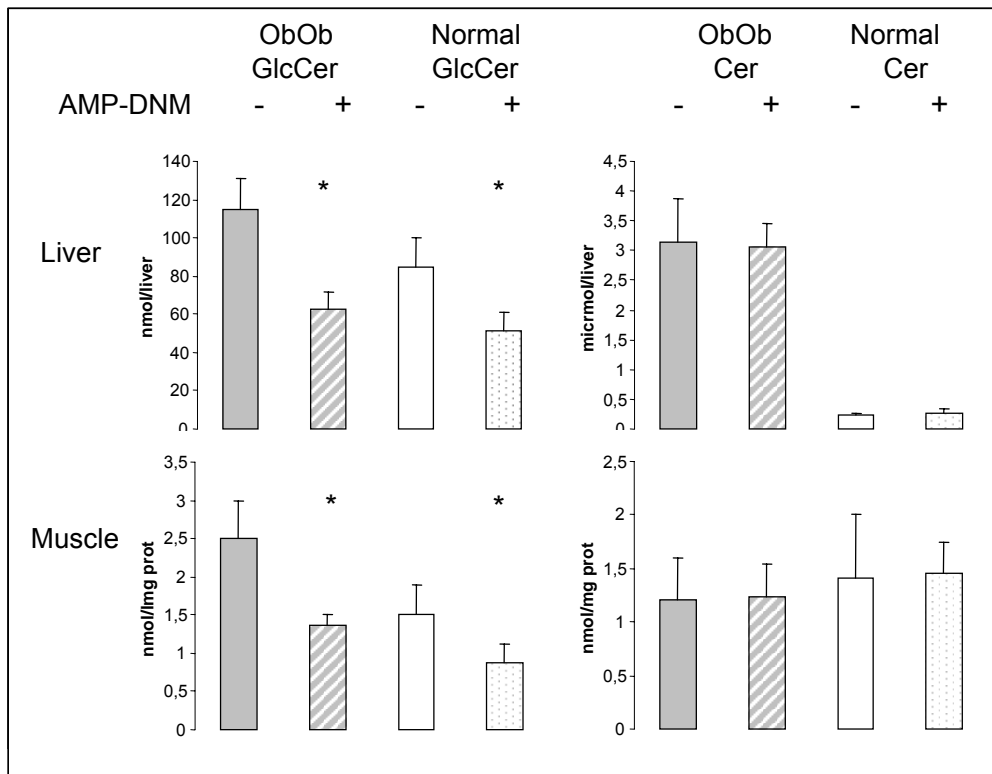 ObOb
GlcCer
Normal
GlcCer
ObOb
Cer
Normal
Cer
AMP-DNM - + - + - + - +
Liver
nmol/liver
140
120
100
80
60
40
20
0
* *
micrmol/liver
4,5
4
3,5
3
2,5
2
1,5
1
0,5
0
Muscle
nmol/lmg prot
3,5
3
2,5
2
1,5
1
0,5
0
* *
nmol/mg prot
2,5
2
1,5
1
0,5
0